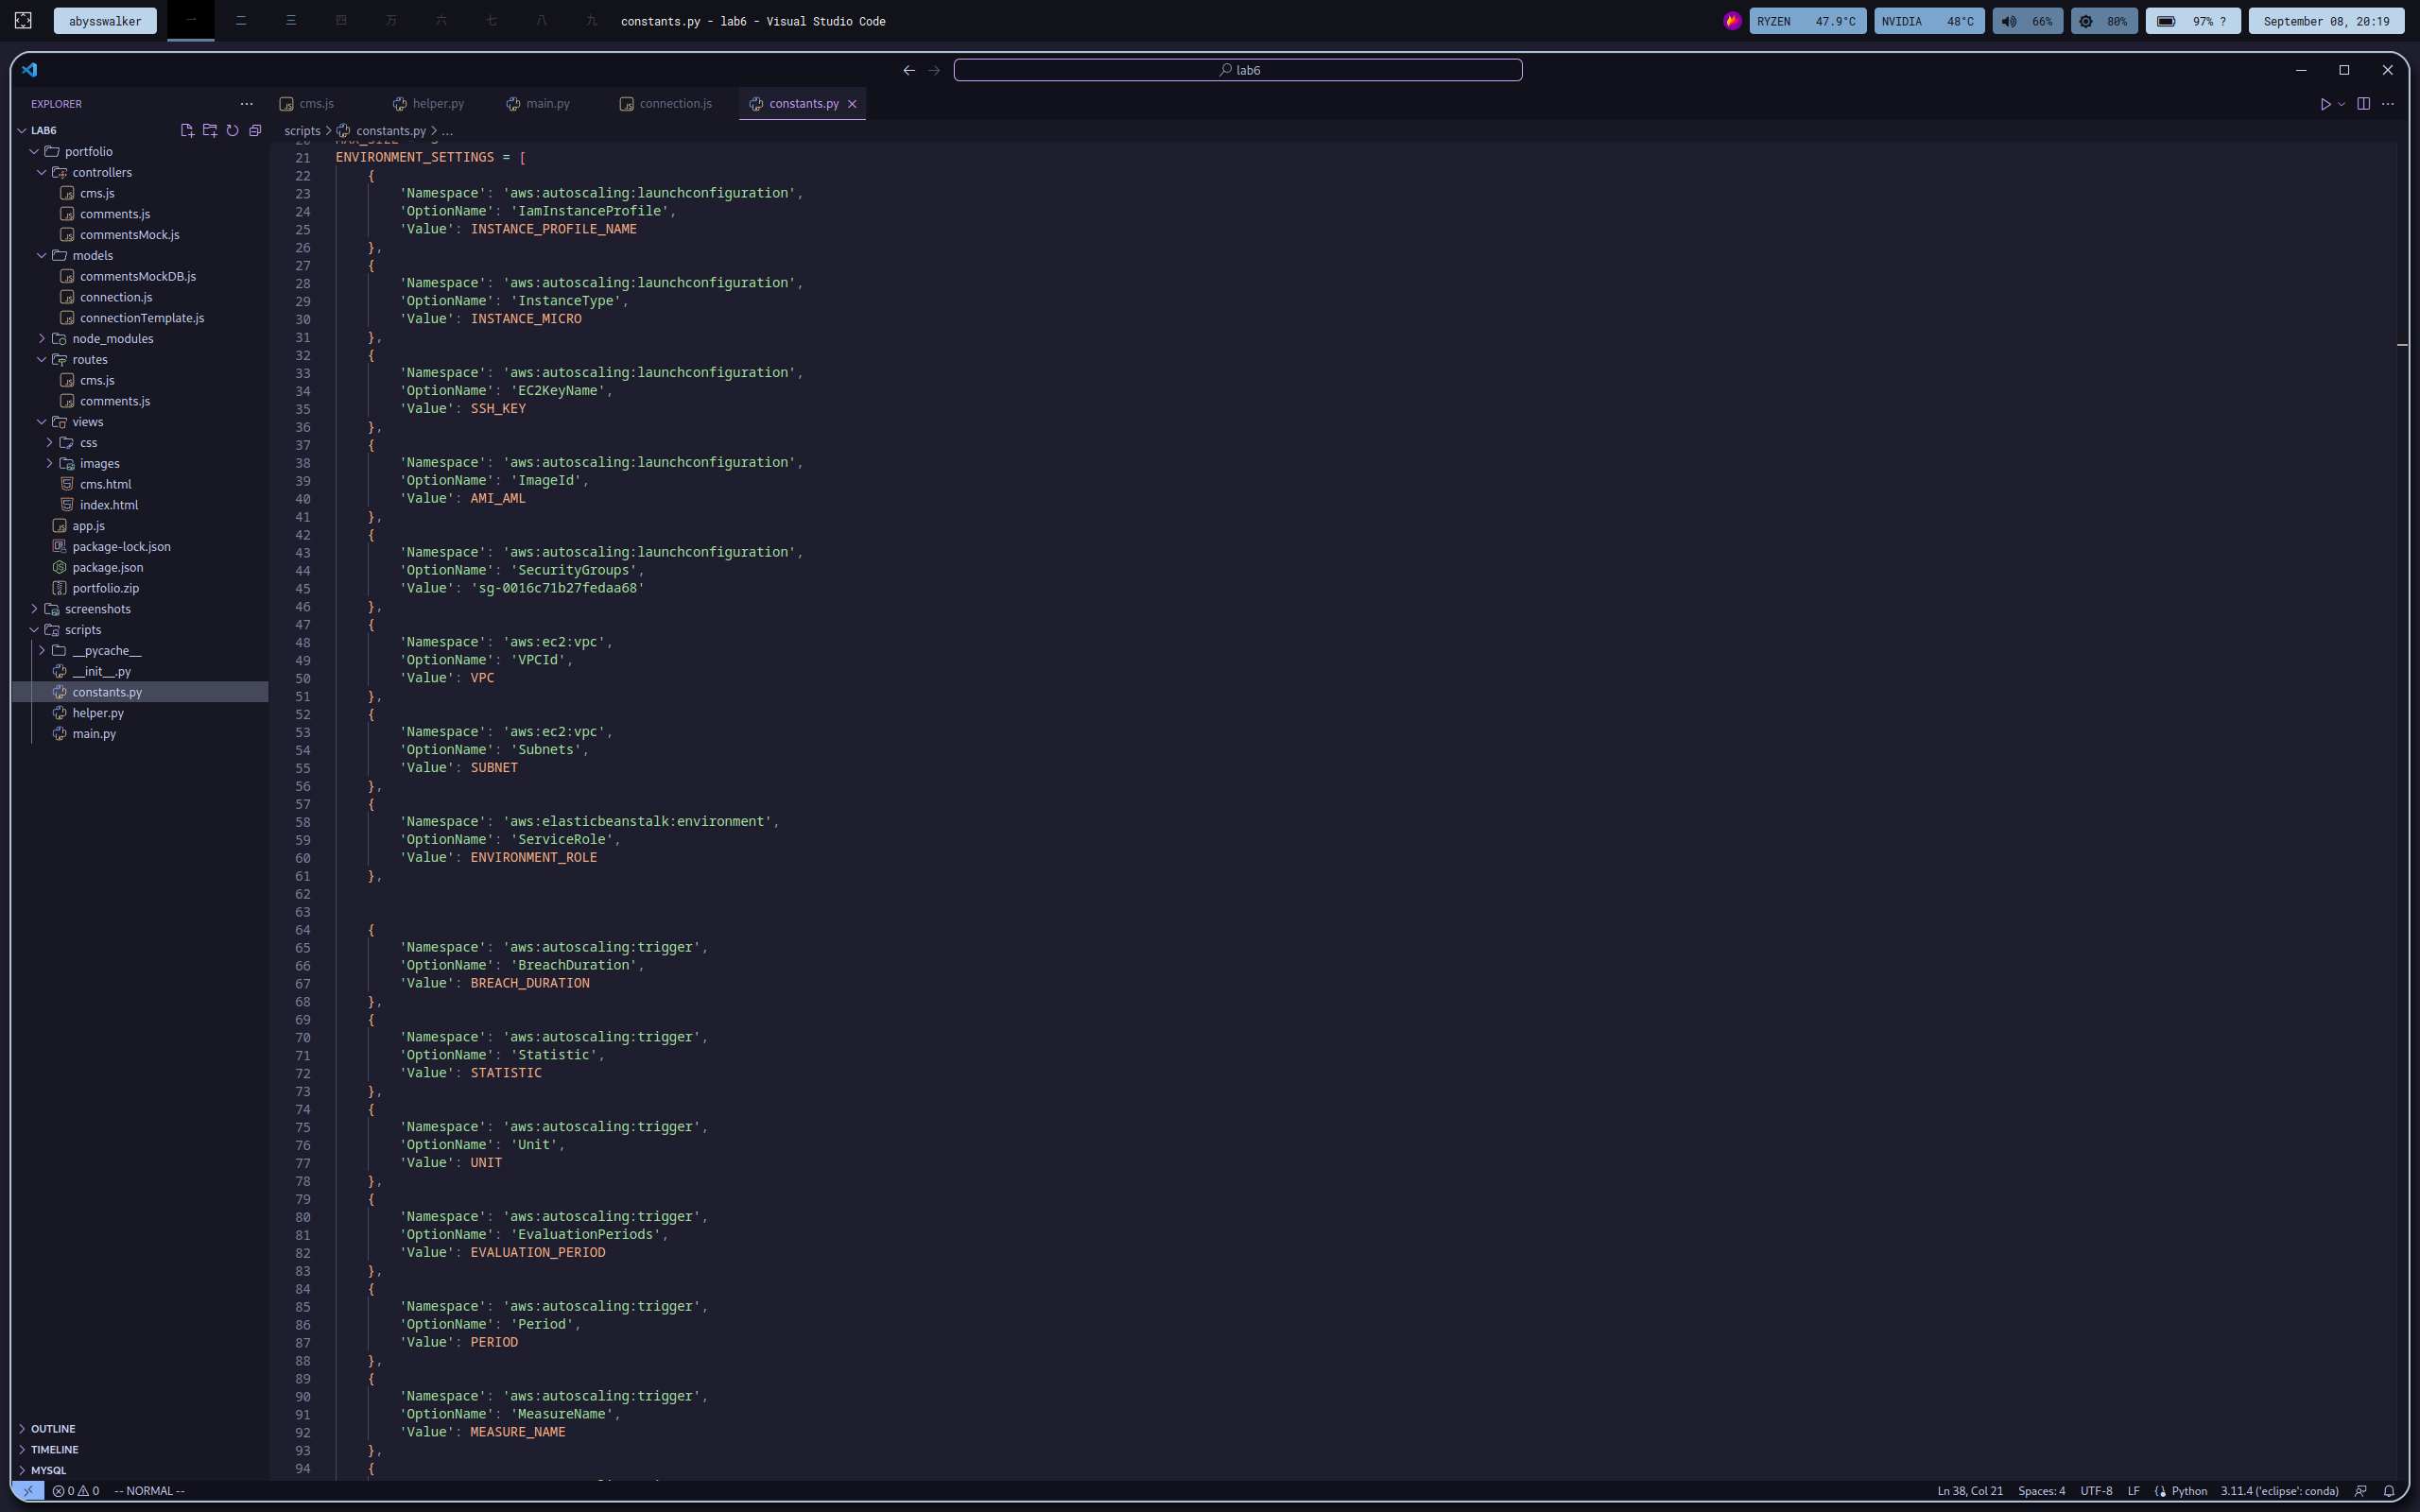 abysswalker
一
二
三
四
万
六
七
八
九
constants.py - lab6 - Visual Studio Code
RYZEN 47.9°C
NVIDIA 48°C
66%
80%
97% ?
September 08, 20:19
lab6
EXPLORER
cms.js
helper.py
main.py
connection.js
constants.py
LAB6
portfolio
controllers
cms.js
comments.js
commentsMock.js
models
commentsMockDB.js
connection.js
connectionTemplate.js
node_modules
routes
cms.js
comments.js
views
css
images
cms.html
index.html
app.js
package-lock.json
package.json
portfolio.zip
screenshots
scripts
__pycache__
__init__.py
constants.py
helper.py
main.py
OUTLINE
TIMELINE
MYSQL
scripts > constants.py > ...
21 ENVIRONMENT_SETTINGS = [
22 {
23 'Namespace': 'aws:autoscaling:launchconfiguration',
24 'OptionName': 'IamInstanceProfile',
25 'Value': INSTANCE_PROFILE_NAME
26 },
27 {
28 'Namespace': 'aws:autoscaling:launchconfiguration',
29 'OptionName': 'InstanceType',
30 'Value': INSTANCE_MICRO
31 },
32 {
33 'Namespace': 'aws:autoscaling:launchconfiguration',
34 'OptionName': 'EC2KeyName',
35 'Value': SSH_KEY
36 },
37 {
38 'Namespace': 'aws:autoscaling:launchconfiguration',
39 'OptionName': 'ImageId',
40 'Value': AMI_AML
41 },
42 {
43 'Namespace': 'aws:autoscaling:launchconfiguration',
44 'OptionName': 'SecurityGroups',
45 'Value': 'sg-0016c71b27fedaa68'
46 },
47 {
48 'Namespace': 'aws:ec2:vpc',
49 'OptionName': 'VPCId',
50 'Value': VPC
51 },
52 {
53 'Namespace': 'aws:ec2:vpc',
54 'OptionName': 'Subnets',
55 'Value': SUBNET
56 },
57 {
58 'Namespace': 'aws:elasticbeanstalk:environment',
59 'OptionName': 'ServiceRole',
60 'Value': ENVIRONMENT_ROLE
61 },
62
63
64 {
65 'Namespace': 'aws:autoscaling:trigger',
66 'OptionName': 'BreachDuration',
67 'Value': BREACH_DURATION
68 },
69 {
70 'Namespace': 'aws:autoscaling:trigger',
71 'OptionName': 'Statistic',
72 'Value': STATISTIC
73 },
74 {
75 'Namespace': 'aws:autoscaling:trigger',
76 'OptionName': 'Unit',
77 'Value': UNIT
78 },
79 {
80 'Namespace': 'aws:autoscaling:trigger',
81 'OptionName': 'EvaluationPeriods',
82 'Value': EVALUATION_PERIOD
83 },
84 {
85 'Namespace': 'aws:autoscaling:trigger',
86 'OptionName': 'Period',
87 'Value': PERIOD
88 },
89 {
90 'Namespace': 'aws:autoscaling:trigger',
91 'OptionName': 'MeasureName',
92 'Value': MEASURE_NAME
93 },
94 {
0 0 -- NORMAL --
Ln 38, Col 21 Spaces: 4 UTF-8 LF Python 3.11.4 ('eclipse': conda)